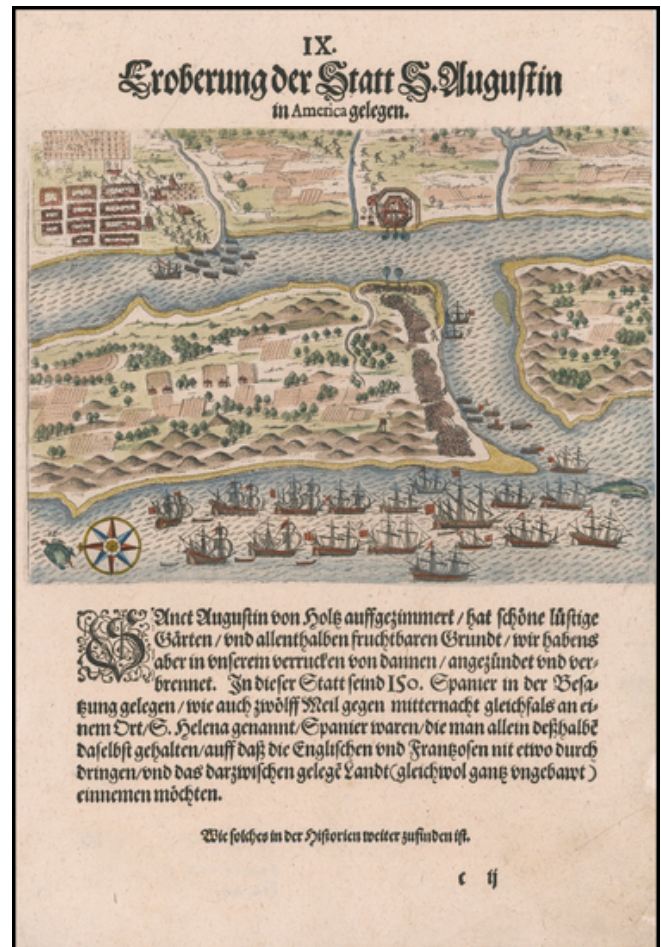 IX.
Eroberung der Statt S. Augustin
in America gelegen.
SAnct Augustin von Holtz auffgezimmert / hat schöne lüstige
Gärten / vnd allenthalben fruchtbaren Grundt / wir habens
aber in vnserem verrucken von dannen / angezündet vnd ver-
brennet. In dieser Statt seind 150. Spanier in der Besa-
tzung gelegen / wie auch zwölff Meil gegen mitternacht gleichfals an ei-
nem Ort / S. Helena genannt / Spanier waren / die man allein deßhalbē
daselbst gehalten / auff daß die Englischen vnd Frantzosen nit etwo durch
dringen / vnd das darzwischen gelegē Landt (gleichwol gantz vngebawt)
einnemen möchten.
Wie solches in der Historien weiter zufinden ist.
c ij